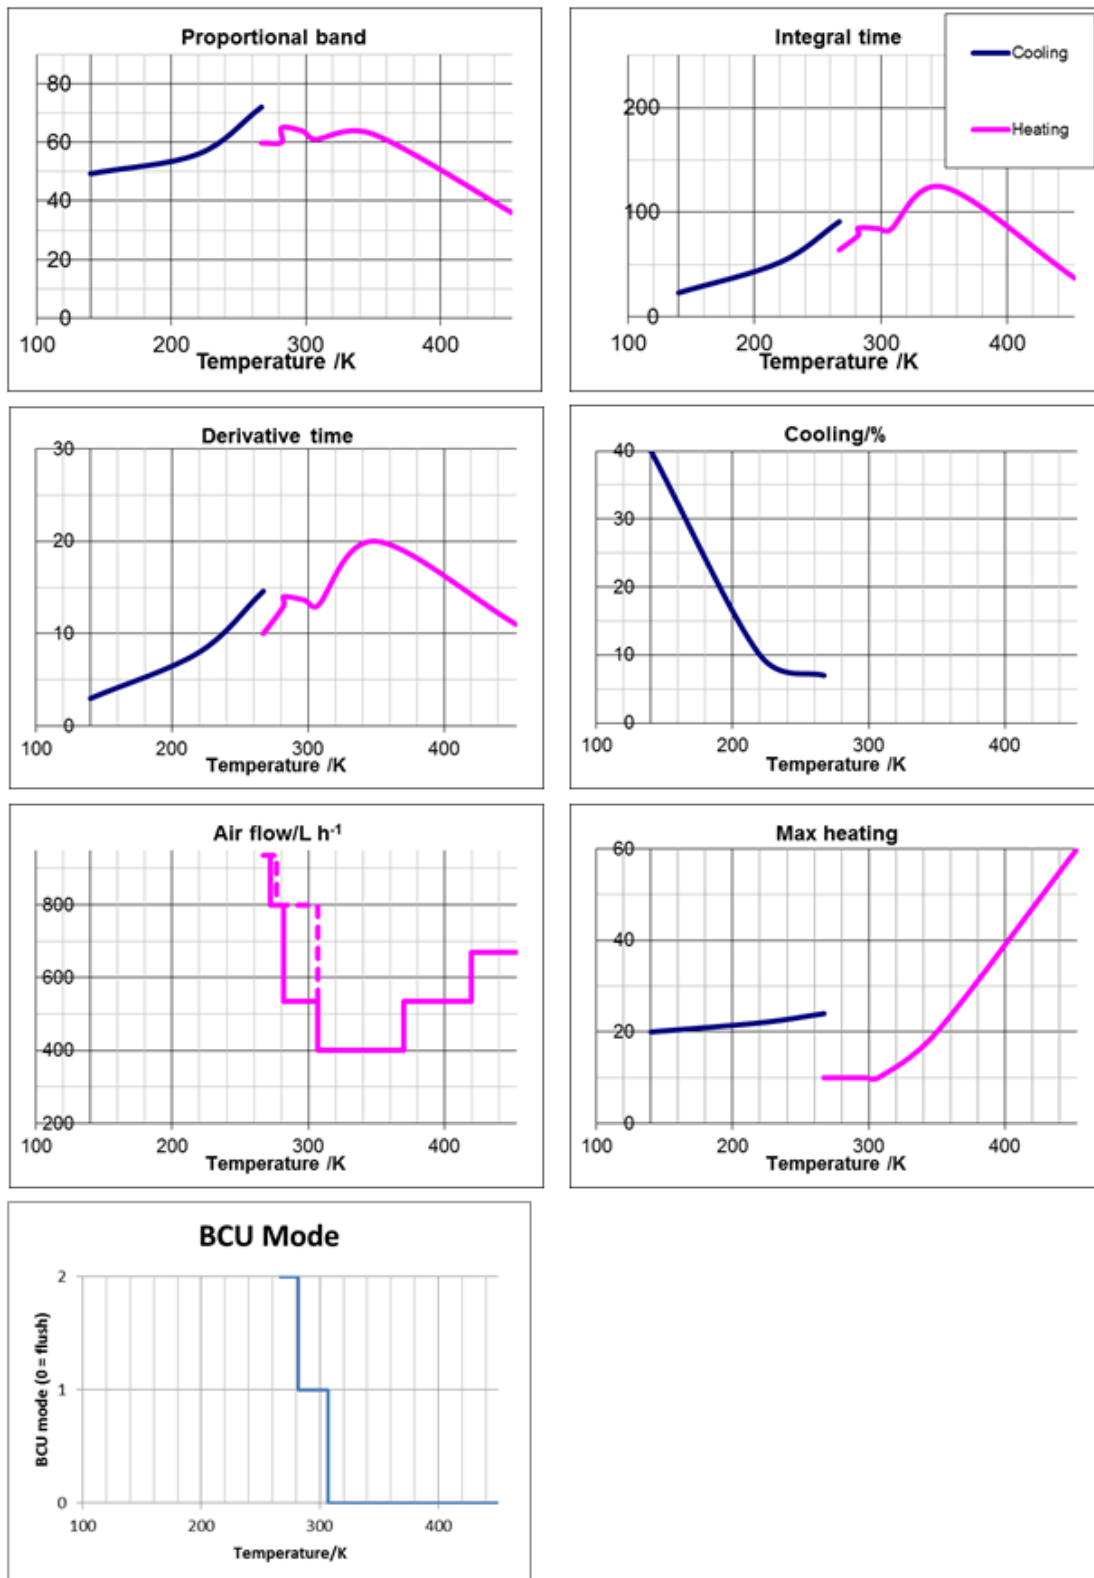 Proportional band
80
60
40
20
0
100 200 300 400
Temperature /K
Integral time
Cooling
Heating
200
100
0
100 200 300 400
Temperature /K
Derivative time
30
20
10
0
100 200 300 400
Temperature /K
Cooling/%
40
30
20
10
0
100 200 300 400
Temperature /K
Air flow/L h⁻¹
800
600
400
200
100 200 300 400
Temperature /K
Max heating
60
40
20
0
100 200 300 400
Temperature /K
BCU Mode
BCU mode (0 = flush)
2
1
0
100 200 300 400
Temperature/K